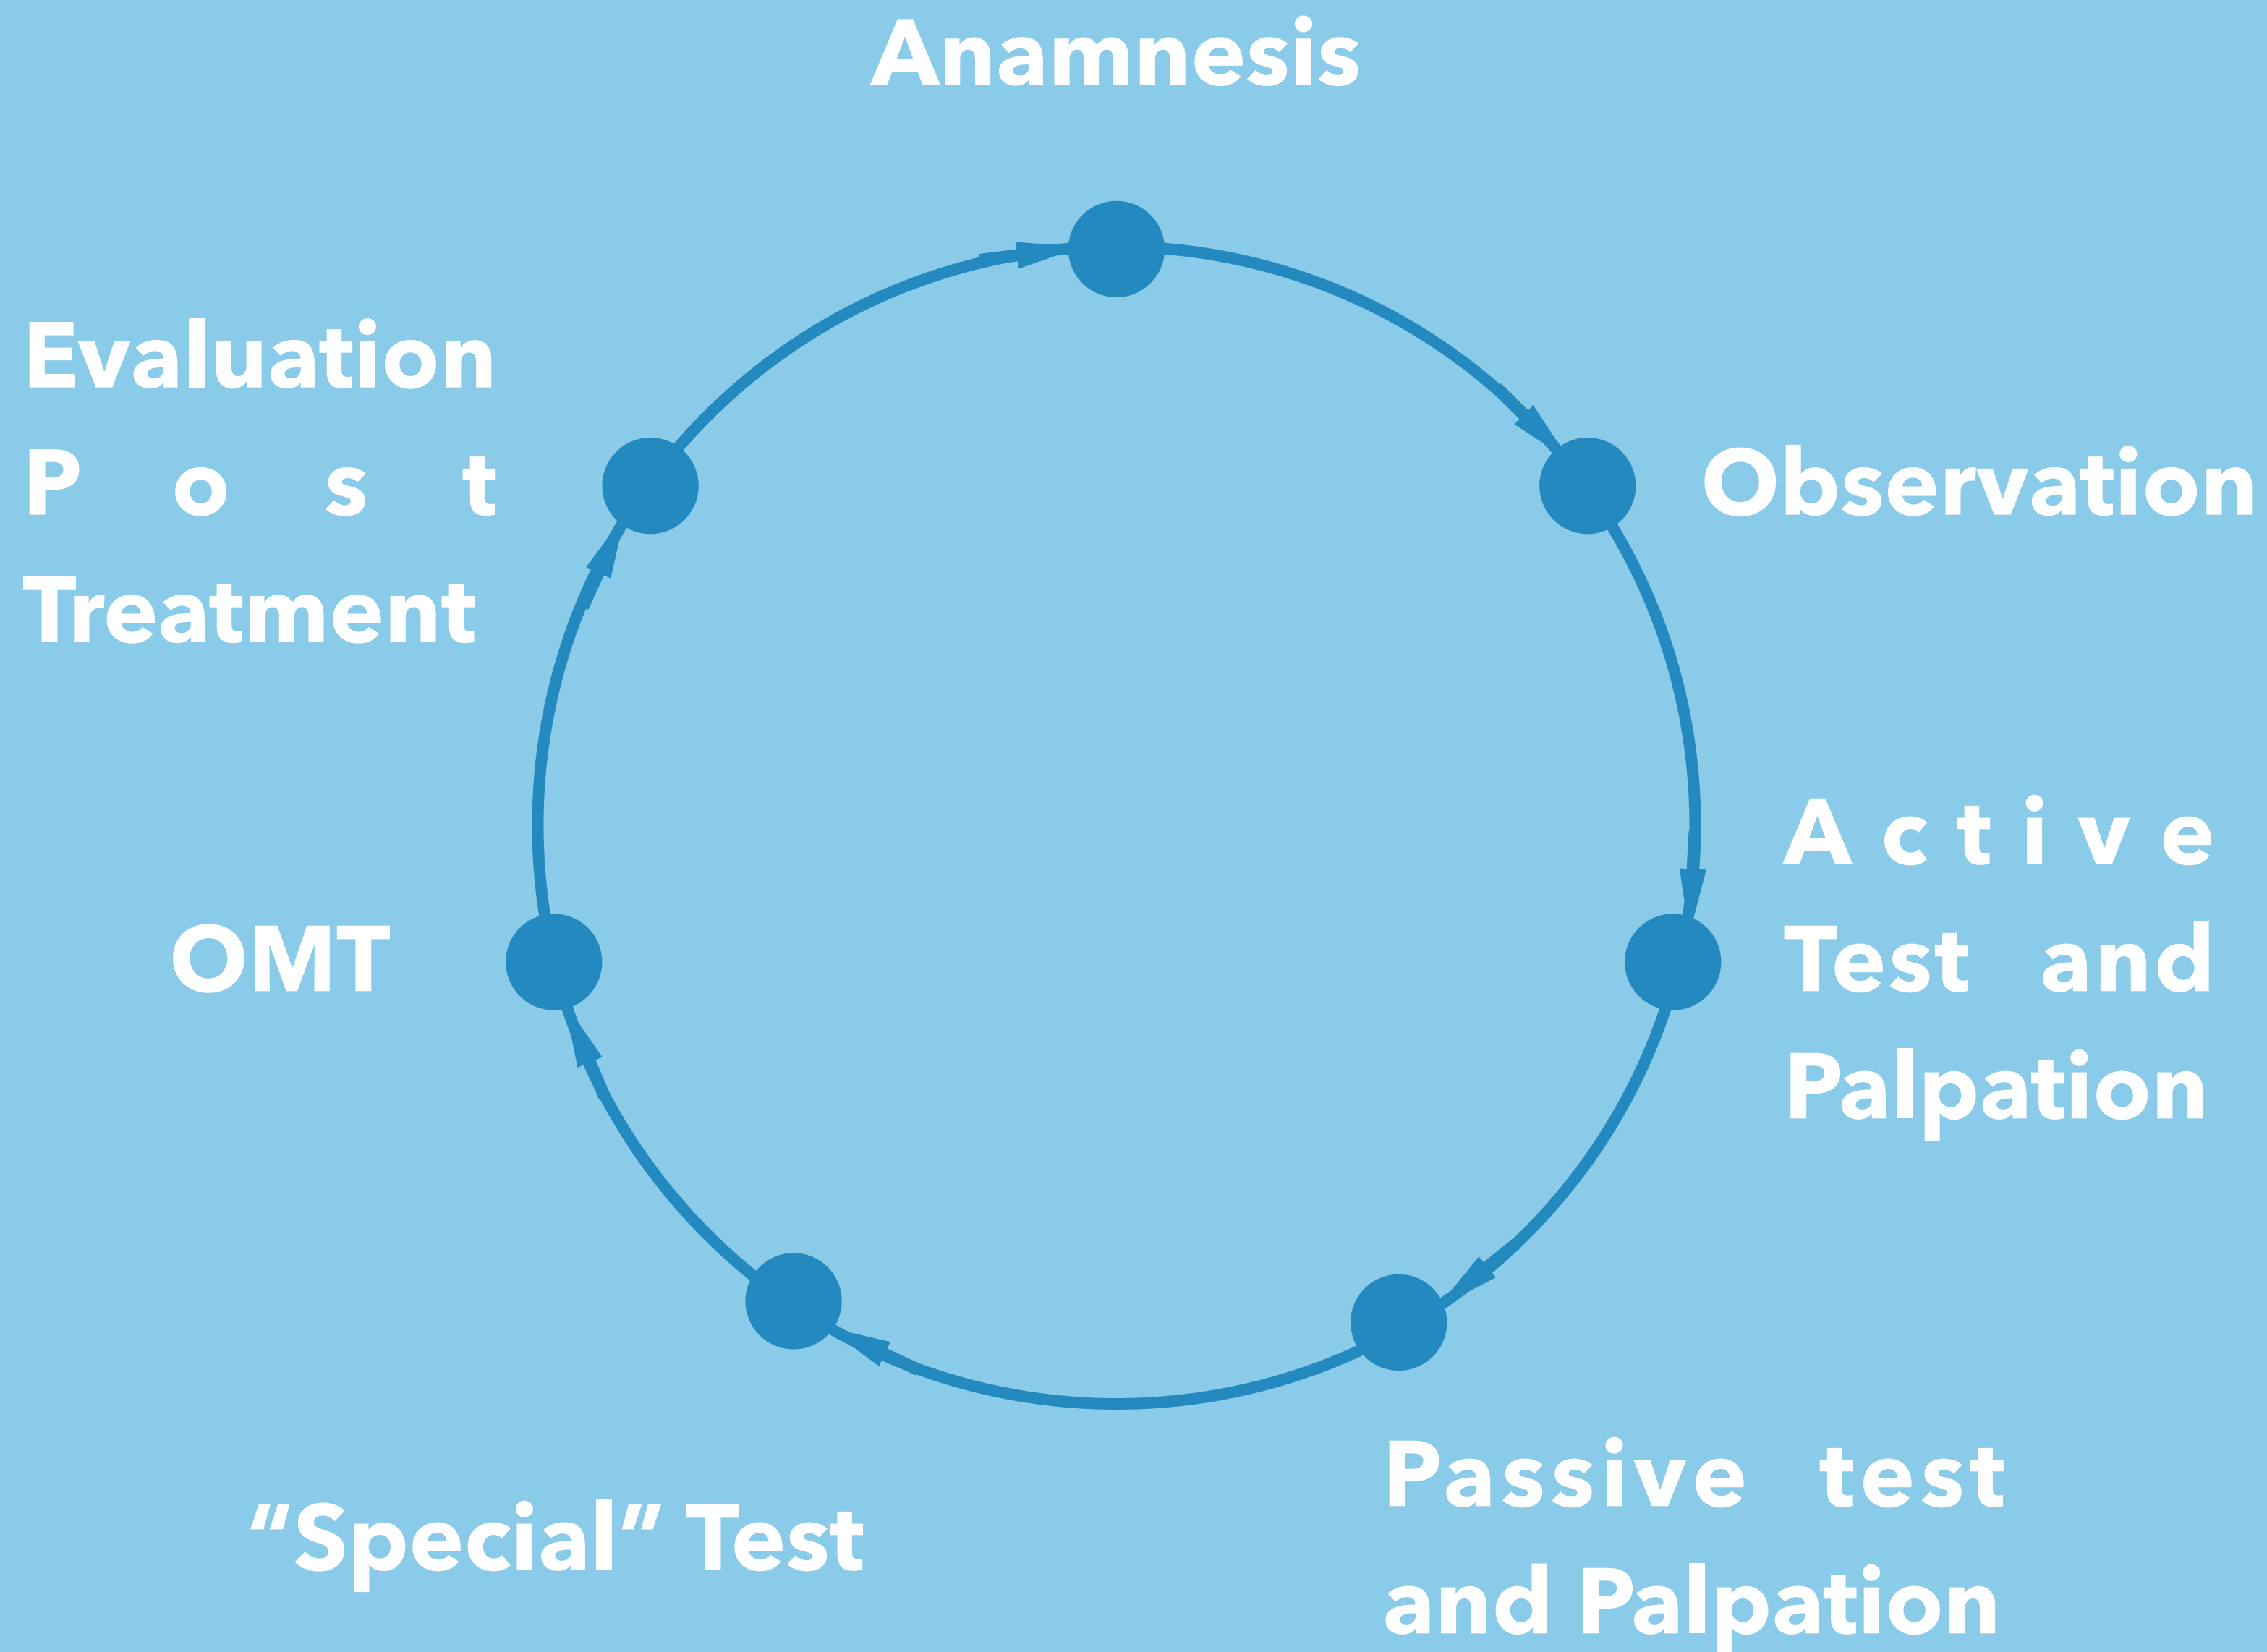 Anamnesis
Observation
Active
Test and
Palpation
Passive test
and Palpation
“Special” Test
OMT
Evaluation
Post
Treatment